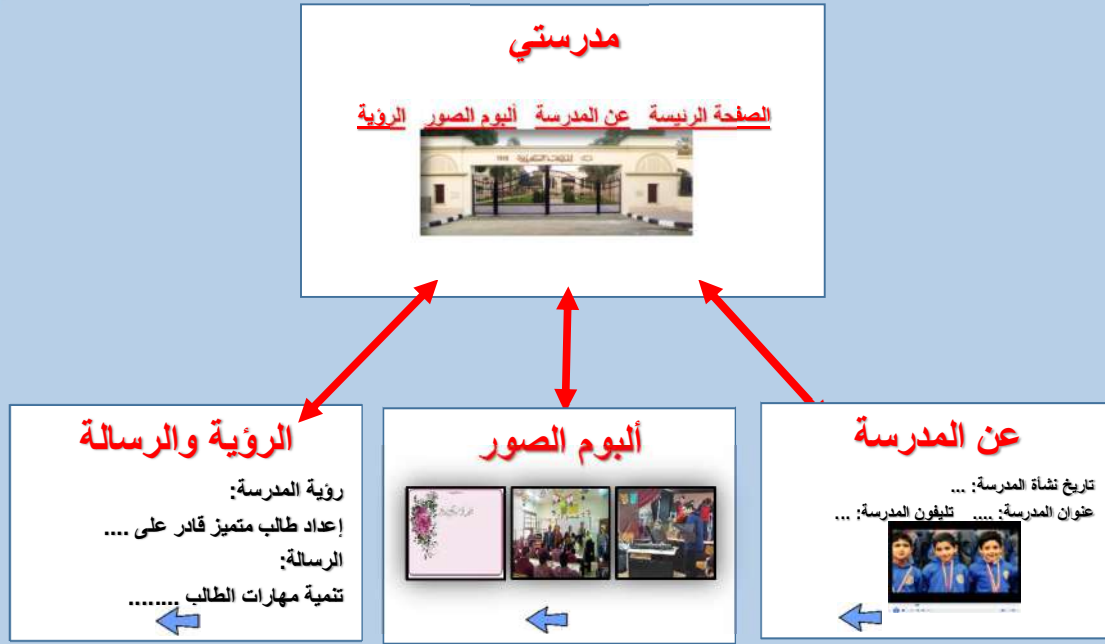 مدرستي
الصفحة الرئيسة عن المدرسة ألبوم الصور الرؤية
عن المدرسة
تاريخ نشأة المدرسة: ...
عنوان المدرسة: .... تليفون المدرسة: ...
ألبوم الصور
الرؤية والرسالة
رؤية المدرسة:
إعداد طالب متميز قادر على ....
الرسالة:
تنمية مهارات الطالب ........